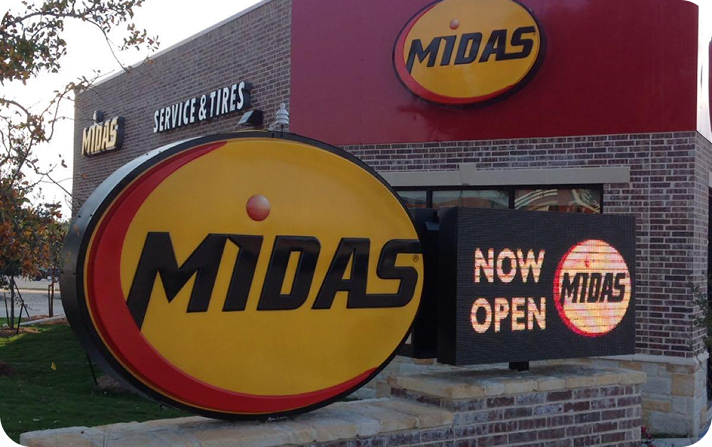 MIDAS
SERVICE & TIRES
MIDAS
MIDAS®
NOW
OPEN
MIDAS